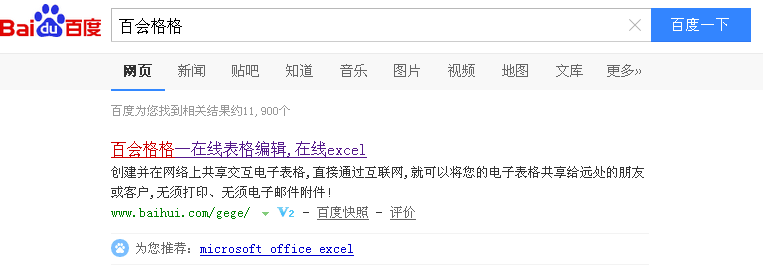 Bai du 百度 百会格格 百度一下
网页 新闻 贴吧 知道 音乐 图片 视频 地图 文库 更多»
百度为您找到相关结果约11,900个
百会格格—在线表格编辑,在线excel
创建并在网络上共享交互电子表格,直接通过互联网,就可以将您的电子表格共享给远处的朋友
或客户,无须打印、无须电子邮件附件!
www.baihui.com/gege/ V2 - 百度快照 - 评价
为您推荐: microsoft office excel